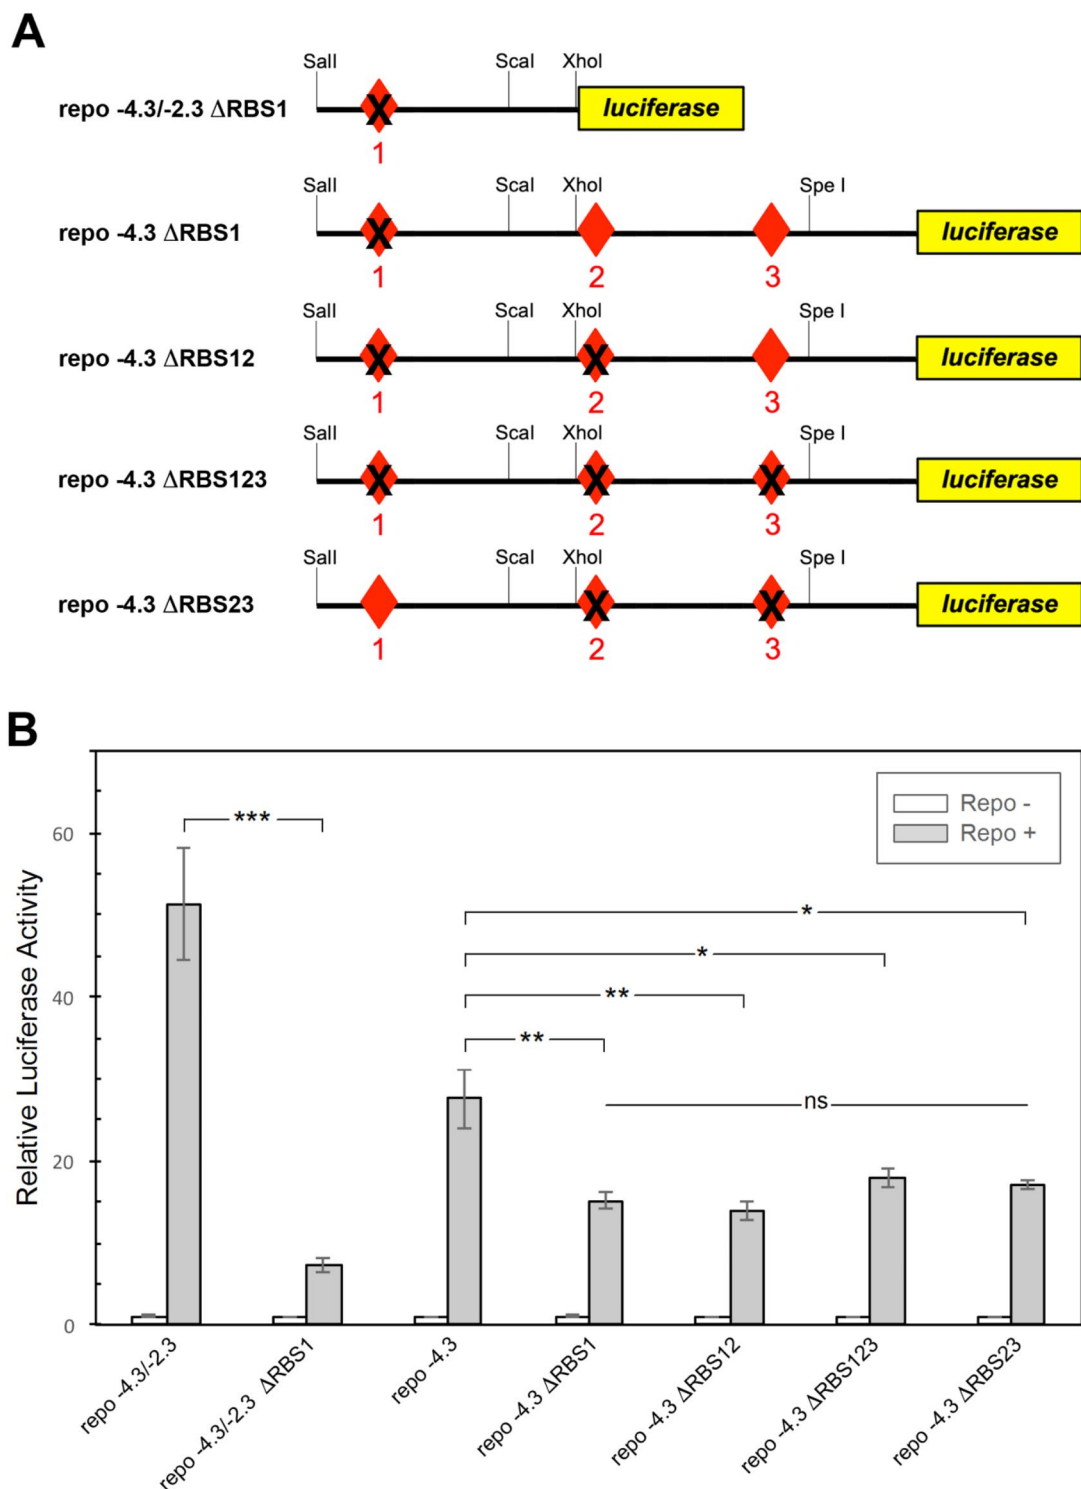 A
SalI ScaI XhoI
repo -4.3/-2.3 ΔRBS1 X luciferase
1
SalI ScaI XhoI Spe I
repo -4.3 ΔRBS1 X luciferase
1 2 3
SalI ScaI XhoI Spe I
repo -4.3 ΔRBS12 X X luciferase
1 2 3
SalI ScaI XhoI Spe I
repo -4.3 ΔRBS123 X X X luciferase
1 2 3
SalI ScaI XhoI Spe I
repo -4.3 ΔRBS23 X X luciferase
1 2 3
B
Repo -
Repo +
***
*
*
**
**
ns
Relative Luciferase Activity
60
40
20
0
repo -4.3/-2.3
repo -4.3/-2.3 ΔRBS1
repo -4.3
repo -4.3 ΔRBS1
repo -4.3 ΔRBS12
repo -4.3 ΔRBS123
repo -4.3 ΔRBS23